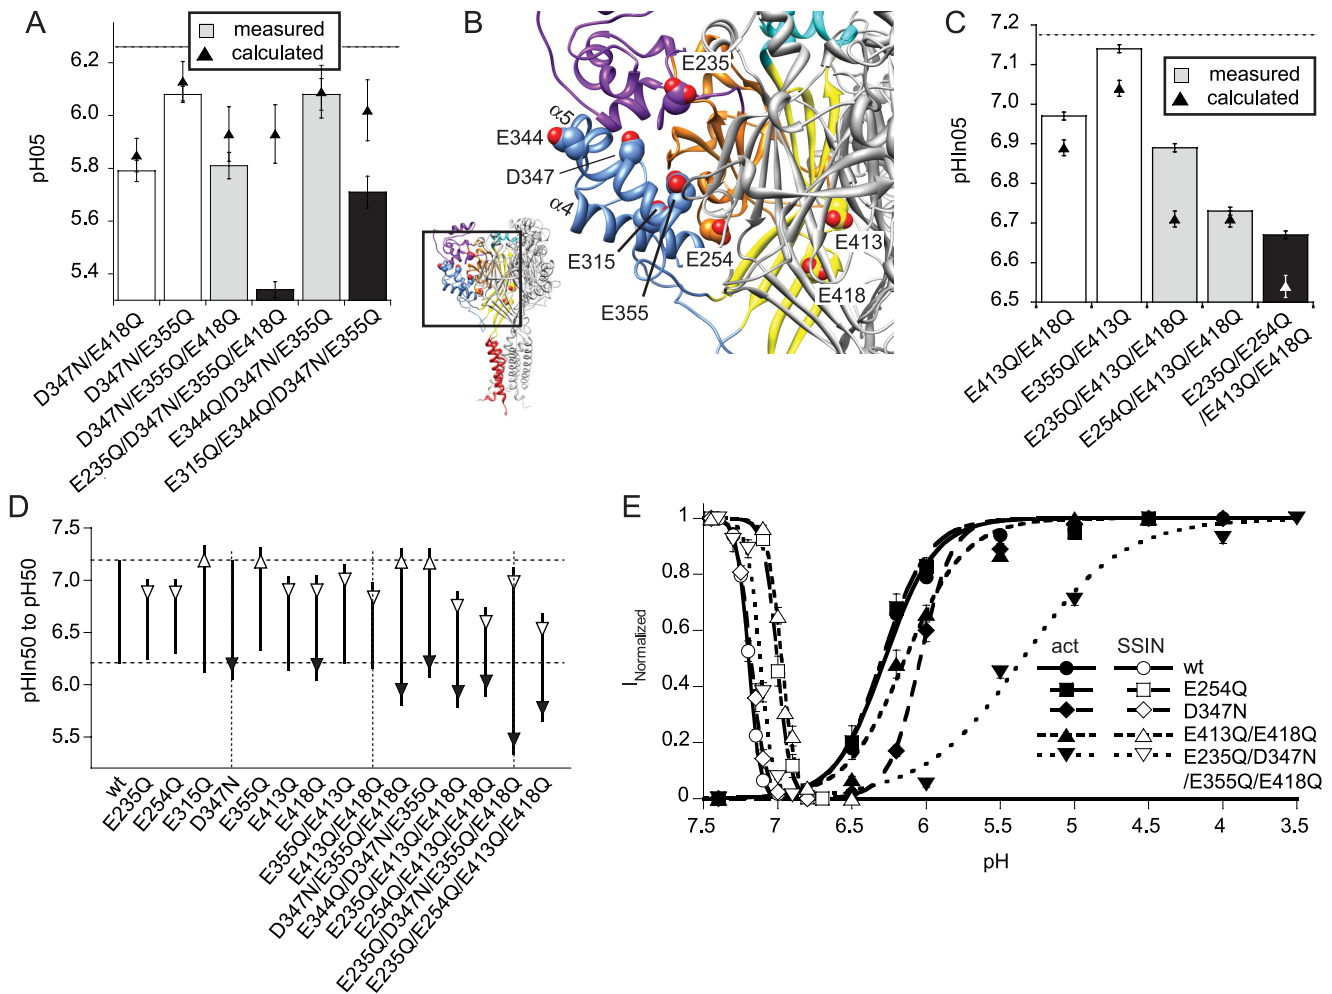 A
measured
calculated
pH05
6.2
6.0
5.8
5.6
5.4
D347N/E418Q
D347N/E355Q
D347N/E355Q/E418Q
E235Q/D347N/E355Q/E418Q
E344Q/D347N/E355Q
E315Q/E344Q/D347N/E355Q
B
E235
α5
E344
D347
α4
E315
E254
E355
E413
E418
C
measured
calculated
pHIn05
7.2
7.1
7.0
6.9
6.8
6.7
6.6
6.5
E413Q/E418Q
E355Q/E413Q
E235Q/E413Q/E418Q
E254Q/E413Q/E418Q
E235Q/E254Q
/E413Q/E418Q
D
pHIn50 to pH50
7.5
7.0
6.5
6.0
5.5
wt
E235Q
E254Q
E315Q
D347N
E355Q
E413Q
E418Q
E355Q/E413Q
E413Q/E418Q
D347N/E355Q/E418Q
E344Q/D347N/E355Q
E235Q/E413Q/E418Q
E254Q/E413Q/E418Q
E235Q/D347N/E355Q/E418Q
E235Q/E254Q/E413Q/E418Q
E
I Normalized
1
0.8
0.6
0.4
0.2
0
7.5
7
6.5
6
5.5
5
4.5
4
3.5
pH
act SSIN
wt
E254Q
D347N
E413Q/E418Q
E235Q/D347N
/E355Q/E418Q